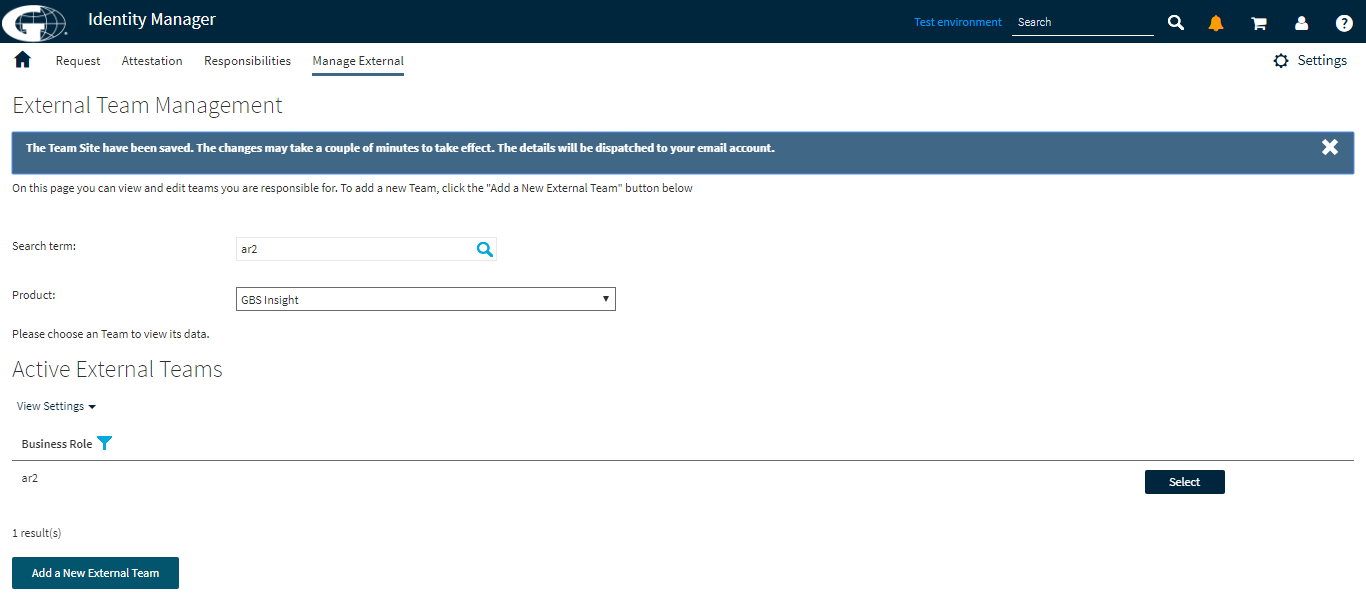 Identity Manager
Test environment
Search
Request
Attestation
Responsibilities
Manage External
Settings
External Team Management
The Team Site have been saved. The changes may take a couple of minutes to take effect. The details will be dispatched to your email account.
On this page you can view and edit teams you are responsible for. To add a new Team, click the "Add a New External Team" button below
Search term:
ar2
Product:
GBS Insight
Please choose an Team to view its data.
Active External Teams
View Settings
Business Role
ar2
Select
1 result(s)
Add a New External Team